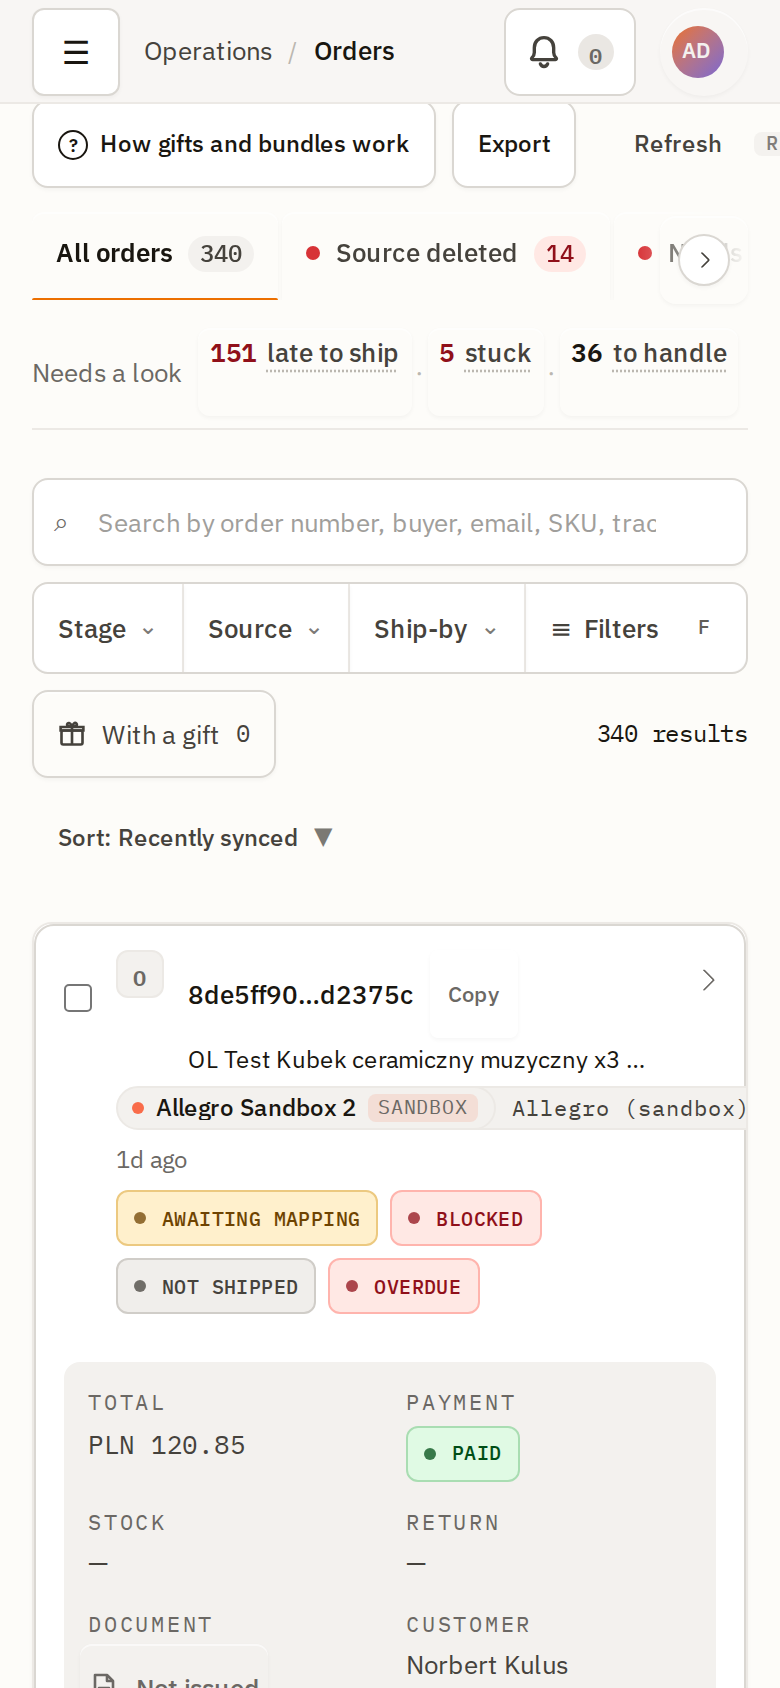 Operations / Orders 0 AD
? How gifts and bundles work Export Refresh R
All orders 340 Source deleted 14
Needs a look 151 late to ship · 5 stuck · 36 to handle
Search by order number, buyer, email, SKU, trac
Stage Source Ship-by Filters F
With a gift 0 340 results
Sort: Recently synced ▼
0 8de5ff90...d2375c Copy
OL Test Kubek ceramiczny muzyczny x3 ...
Allegro Sandbox 2 SANDBOX Allegro (sandbox)
1d ago
AWAITING MAPPING BLOCKED
NOT SHIPPED OVERDUE
TOTAL PAYMENT
PLN 120.85 PAID
STOCK RETURN
— —
DOCUMENT CUSTOMER
Norbert Kulus
Not issued